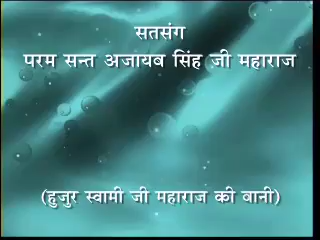 सतसंग
परम सन्त अजायब सिंह जी महाराज
(हुजुर स्वामी जी महाराज की वानी)